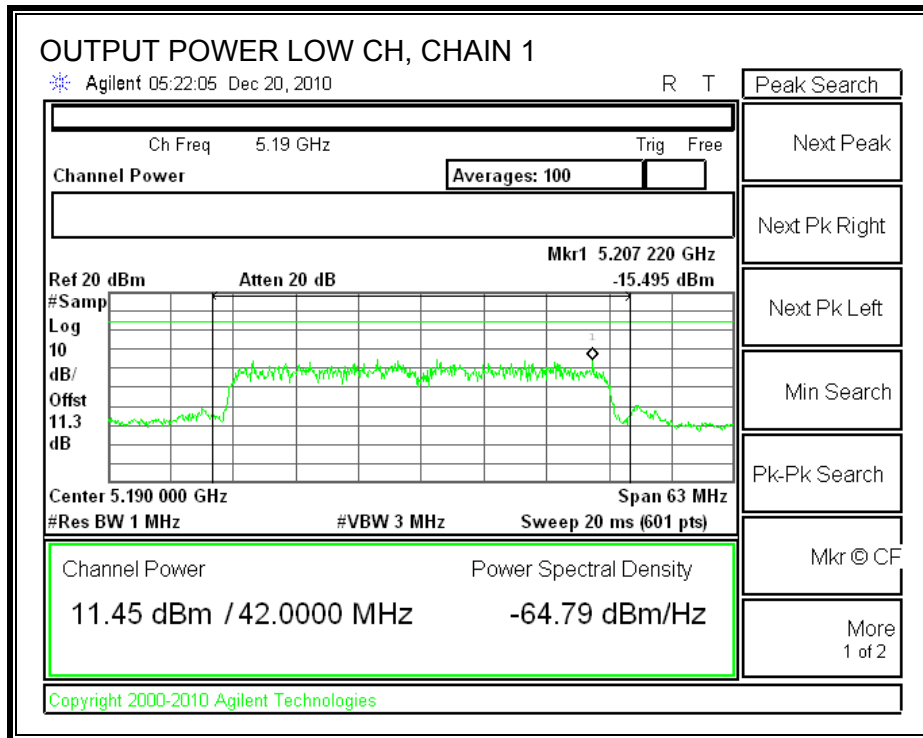 OUTPUT POWER LOW CH, CHAIN 1
Agilent 05:22:05 Dec 20, 2010
R T
Peak Search
Ch Freq 5.19 GHz
Trig Free
Channel Power
Averages: 100
Next Peak
Next Pk Right
Next Pk Left
Min Search
Pk-Pk Search
Mkr © CF
More
1 of 2
Mkr1 5.207 220 GHz
Ref 20 dBm Atten 20 dB -15.495 dBm
#Samp
Log
10
dB/
Offst
11.3
dB
1
Center 5.190 000 GHz Span 63 MHz
#Res BW 1 MHz #VBW 3 MHz Sweep 20 ms (601 pts)
Channel Power
Power Spectral Density
11.45 dBm / 42.0000 MHz
-64.79 dBm/Hz
Copyright 2000-2010 Agilent Technologies